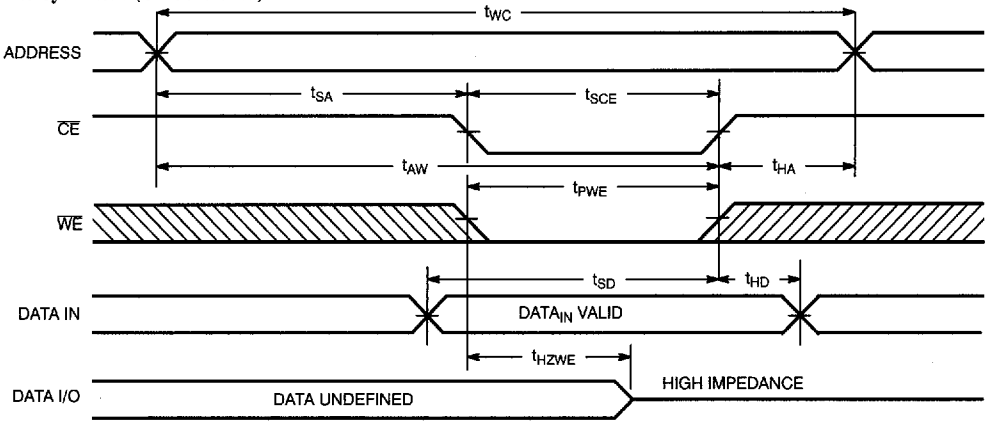 tWC
ADDRESS
tSA
tSCE
CE
tAW
tHA
tPWE
WE
tSD
tHD
DATA IN
DATAIN VALID
tHZWE
DATA I/O
DATA UNDEFINED
HIGH IMPEDANCE